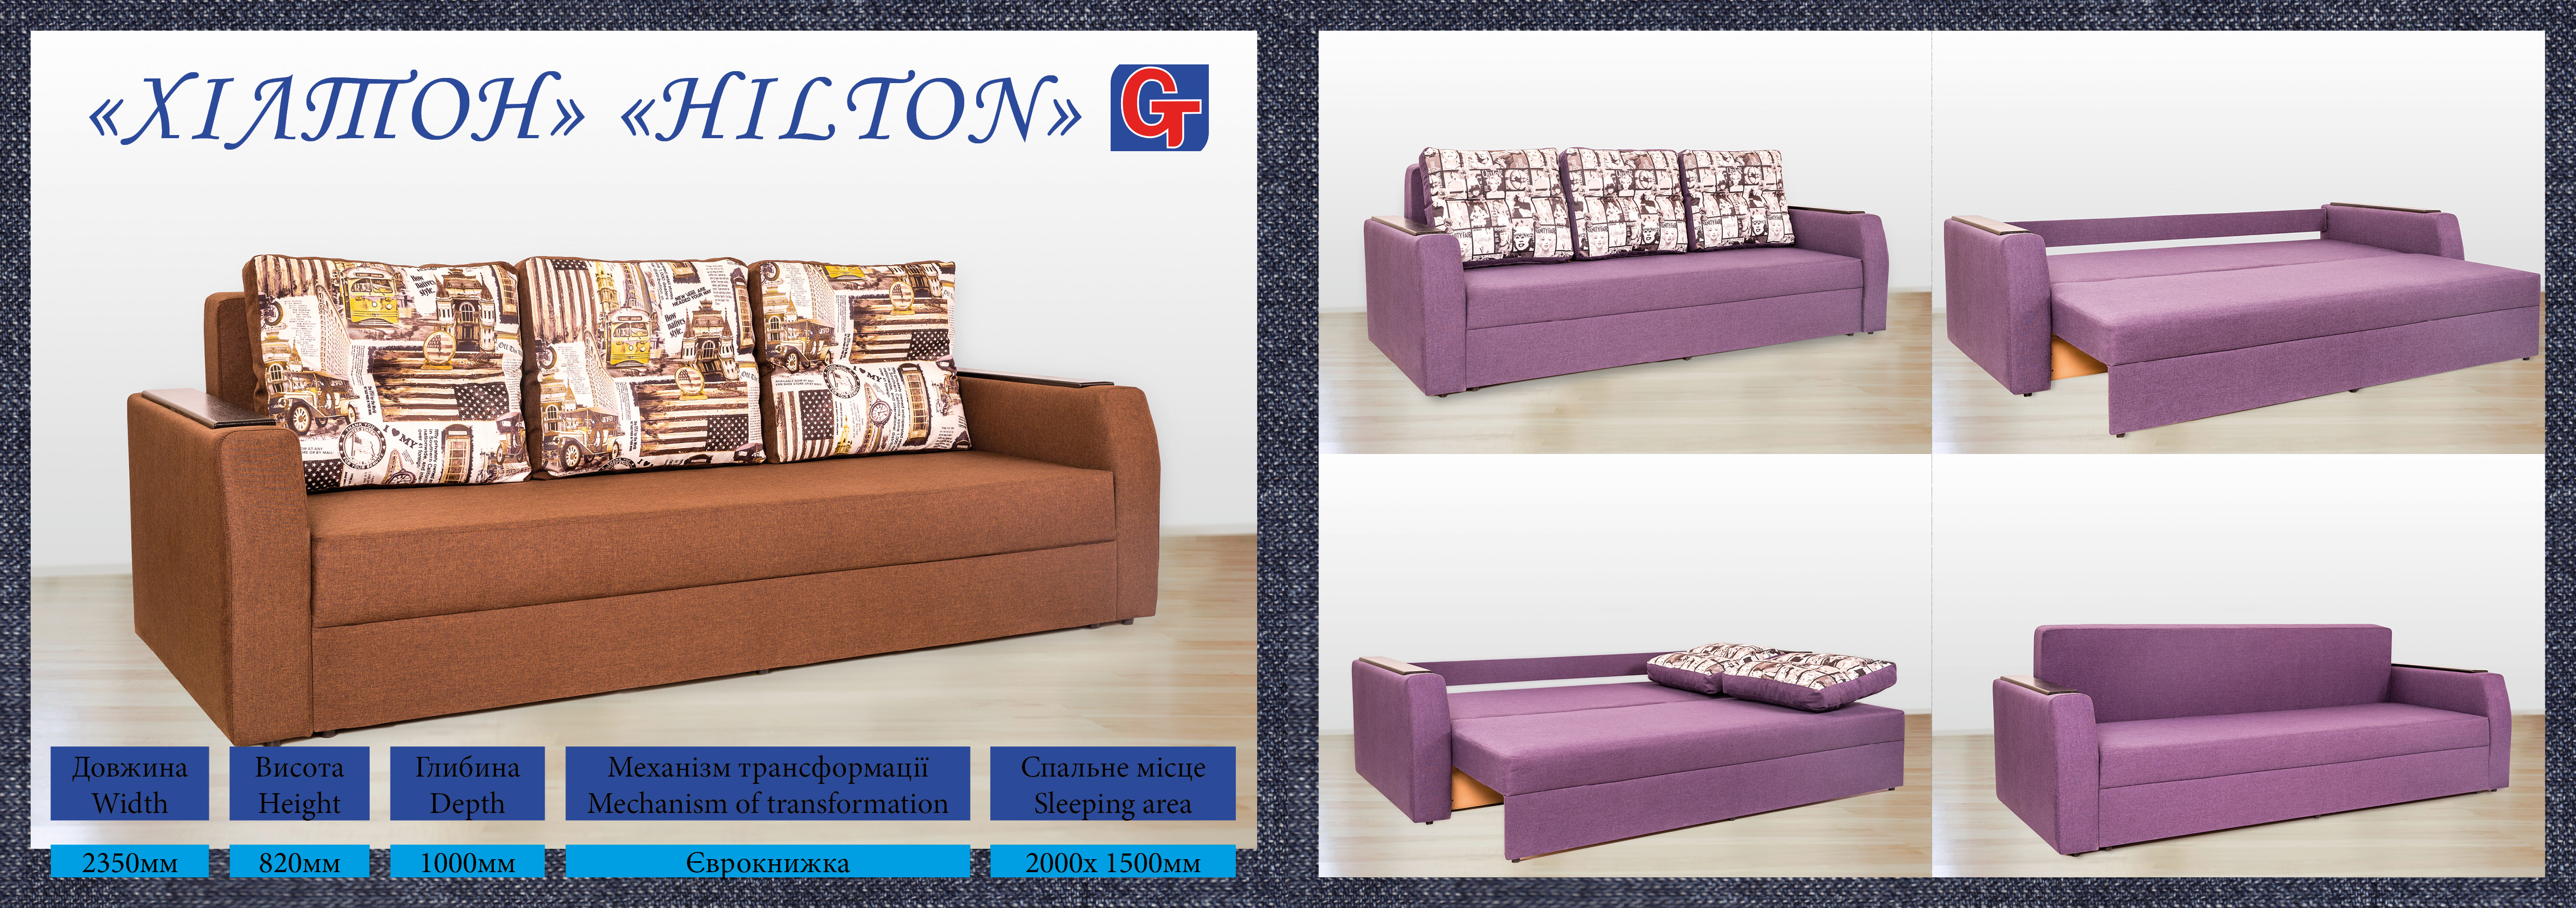 «ХІЛТОН» «HILTON» GT
Довжина
Width
Висота
Height
Глибина
Depth
Механізм трансформації
Mechanism of transformation
Спальне місце
Sleeping area
2350мм
820мм
1000мм
Єврокнижка
2000х 1500мм